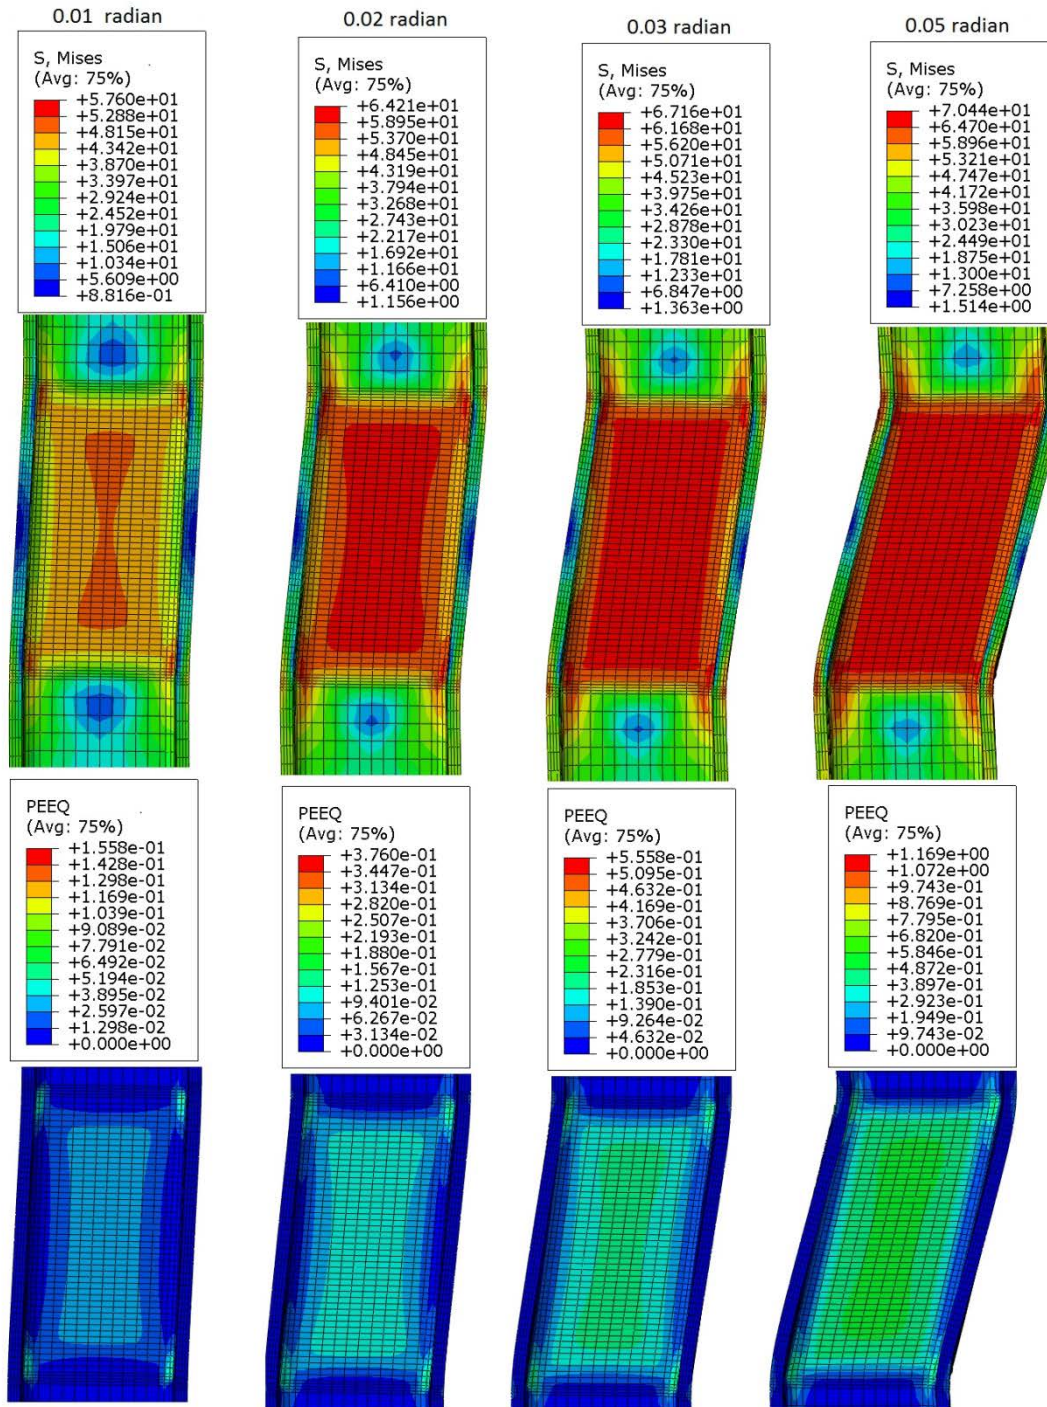 0.01 radian
0.02 radian
0.03 radian
0.05 radian
S, Mises
(Avg: 75%)
+5.760e+01
+5.288e+01
+4.815e+01
+4.342e+01
+3.870e+01
+3.397e+01
+2.924e+01
+2.452e+01
+1.979e+01
+1.506e+01
+1.034e+01
+5.609e+00
+8.816e-01
S, Mises
(Avg: 75%)
+6.421e+01
+5.895e+01
+5.370e+01
+4.845e+01
+4.319e+01
+3.794e+01
+3.268e+01
+2.743e+01
+2.217e+01
+1.692e+01
+1.166e+01
+6.410e+00
+1.156e+00
S, Mises
(Avg: 75%)
+6.716e+01
+6.168e+01
+5.620e+01
+5.071e+01
+4.523e+01
+3.975e+01
+3.426e+01
+2.878e+01
+2.330e+01
+1.781e+01
+1.233e+01
+6.847e+00
+1.363e+00
S, Mises
(Avg: 75%)
+7.044e+01
+6.470e+01
+5.896e+01
+5.321e+01
+4.747e+01
+4.172e+01
+3.598e+01
+3.023e+01
+2.449e+01
+1.875e+01
+1.300e+01
+7.258e+00
+1.514e+00
PEEQ
(Avg: 75%)
+1.558e-01
+1.428e-01
+1.298e-01
+1.169e-01
+1.039e-01
+9.089e-02
+7.791e-02
+6.492e-02
+5.194e-02
+3.895e-02
+2.597e-02
+1.298e-02
+0.000e+00
PEEQ
(Avg: 75%)
+3.760e-01
+3.447e-01
+3.134e-01
+2.820e-01
+2.507e-01
+2.193e-01
+1.880e-01
+1.567e-01
+1.253e-01
+9.401e-02
+6.267e-02
+3.134e-02
+0.000e+00
PEEQ
(Avg: 75%)
+5.558e-01
+5.095e-01
+4.632e-01
+4.169e-01
+3.706e-01
+3.242e-01
+2.779e-01
+2.316e-01
+1.853e-01
+1.390e-01
+9.264e-02
+4.632e-02
+0.000e+00
PEEQ
(Avg: 75%)
+1.169e+00
+1.072e+00
+9.743e-01
+8.769e-01
+7.795e-01
+6.820e-01
+5.846e-01
+4.872e-01
+3.897e-01
+2.923e-01
+1.949e-01
+9.743e-02
+0.000e+00